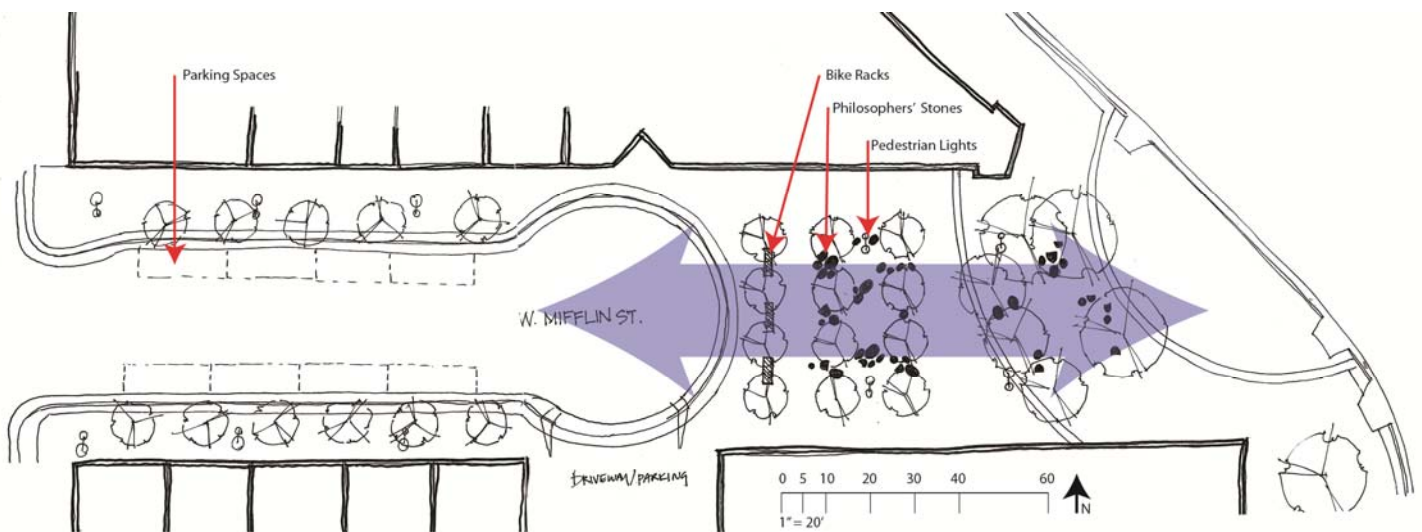 Parking Spaces
Bike Racks
Philosophers' Stones
Pedestrian Lights
W. MIFFLIN ST.
DRIVEWAY/PARKING
0 5 10 20 30 40 60
N
1" = 20'